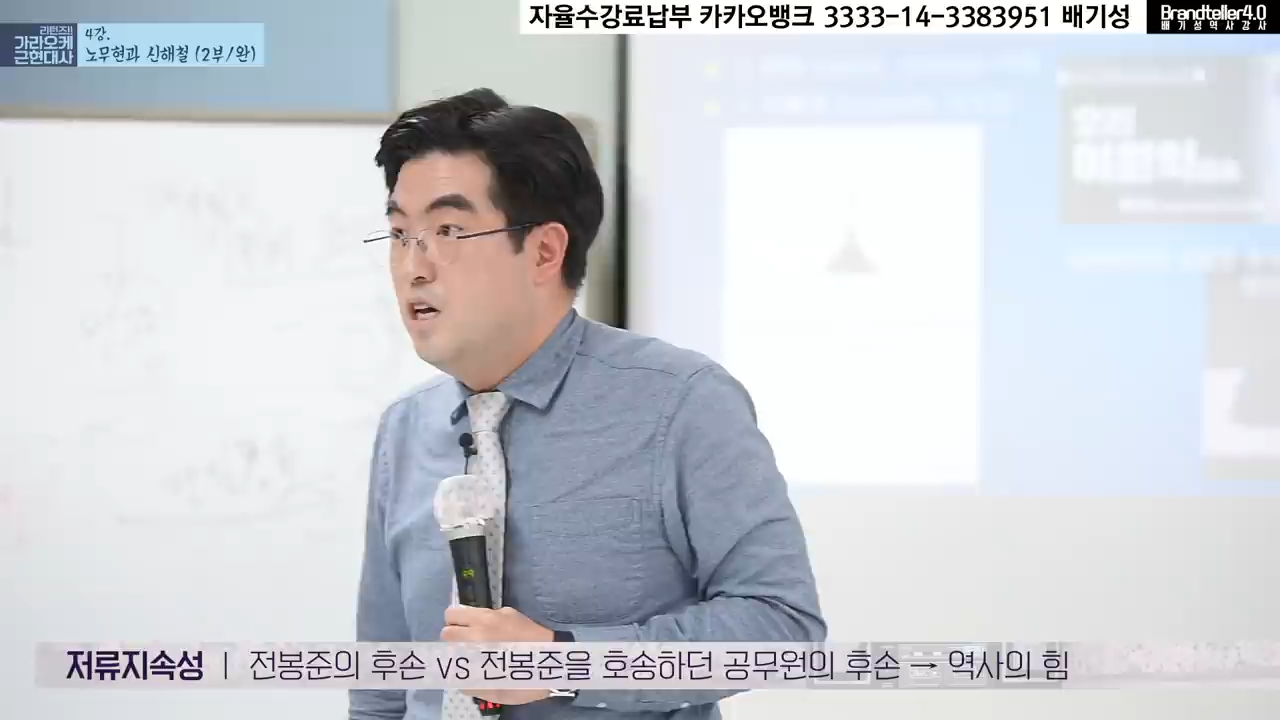 자율수강료납부 카카오뱅크 3333-14-3383951 배기성
Brandteller4.0
배기성역사강사
리턴즈!!
가라오케
근현대사
4강.
노무현과 신해철 (2부/완)
저류지속성 | 전봉준의 후손 vs 전봉준을 호송하던 공무원의 후손 → 역사의 힘